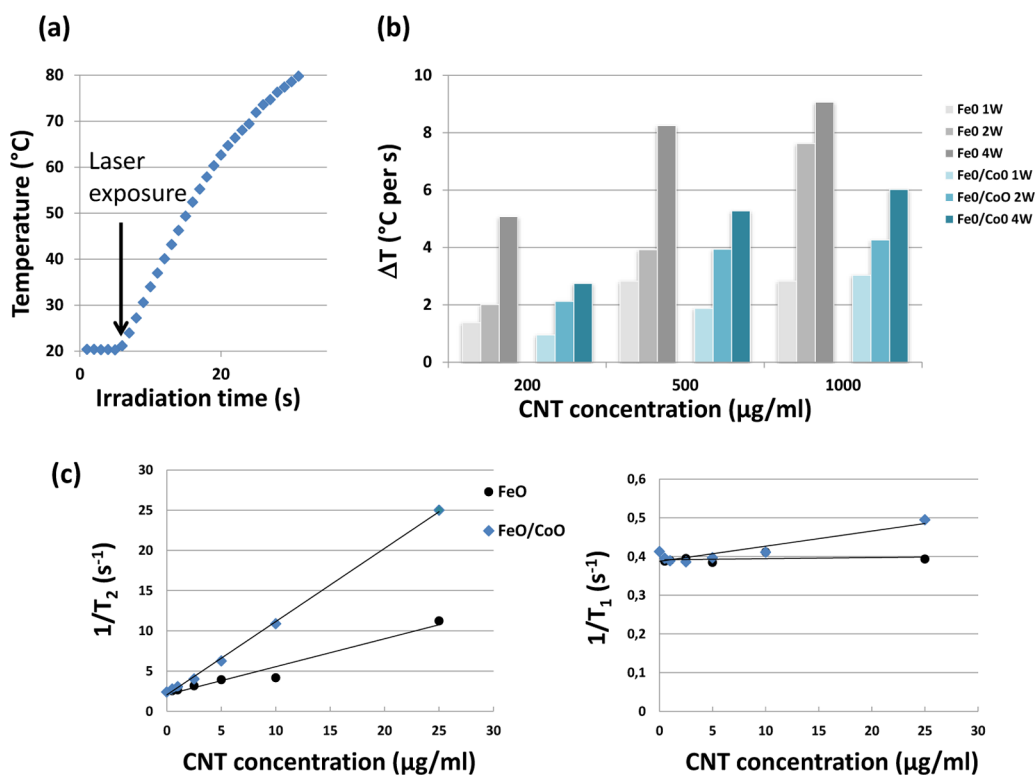 (a)
80
70
60
50
40
30
20
Temperature (°C)
Laser
exposure
0
20
Irradiation time (s)
(b)
10
8
6
4
2
0
ΔT (°C per s)
200
500
1000
CNT concentration (μg/ml)
Fe0 1W
Fe0 2W
Fe0 4W
Fe0/Co0 1W
Fe0/CoO 2W
Fe0/Co0 4W
(c)
30
25
20
15
10
5
0
1/T2 (s-1)
0 5 10 15 20 25 30
CNT concentration (μg/ml)
FeO
FeO/CoO
0,6
0,5
0,4
0,3
0,2
0,1
0
1/T1 (s-1)
0 5 10 15 20 25 30
CNT concentration (μg/ml)